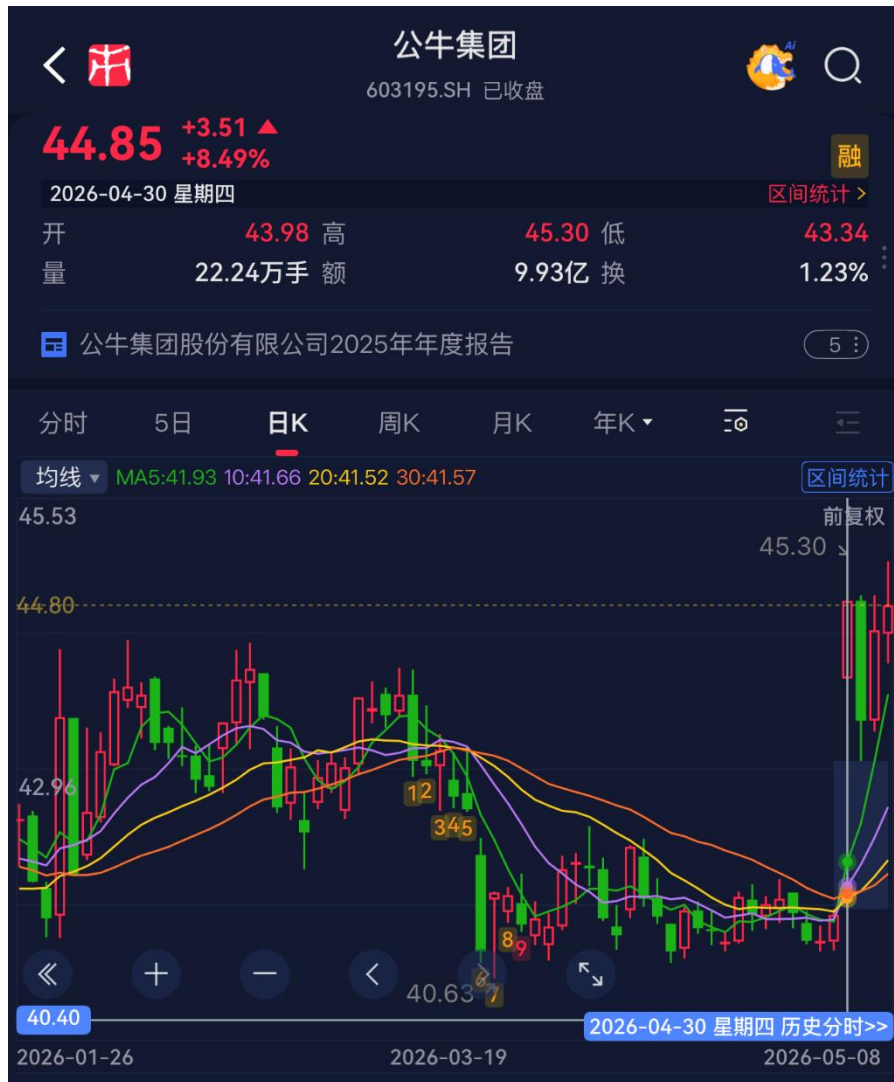 公牛集团
603195.SH 已收盘
Ai
44.85 +3.51 ▲
+8.49%
融
2026-04-30 星期四 区间统计 >
开 43.98 高 45.30 低 43.34
量 22.24万手 额 9.93亿 换 1.23%
公牛集团股份有限公司2025年年度报告 5
分时 5日 日K 周K 月K 年K
均线 MA5:41.93 10:41.66 20:41.52 30:41.57 区间统计
45.53 前复权
45.30
44.80
42.96
1 2
3 4 5
8 9
6 7
40.63
40.40
2026-04-30 星期四 历史分时>>
2026-01-26 2026-03-19 2026-05-08